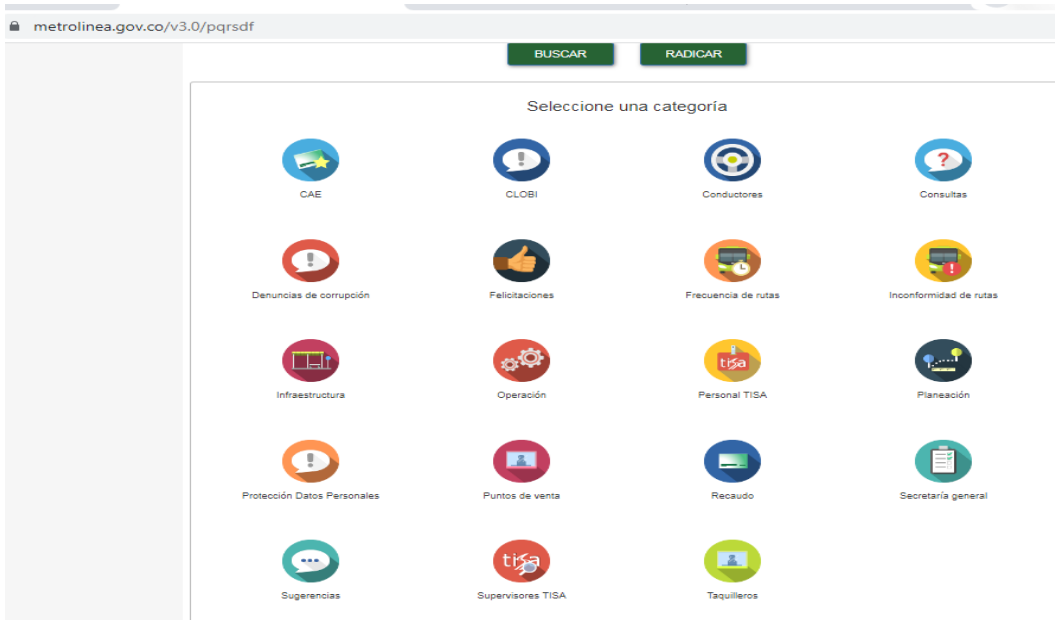 metrolinea.gov.co/v3.0/pqrsdf
BUSCAR RADICAR
Seleccione una categoría
CAE CLOBI Conductores Consultas
Denuncias de corrupción Felicitaciones Frecuencia de rutas Inconformidad de rutas
tisa
Infraestructura Operación Personal TISA Planeación
Protección Datos Personales Puntos de venta Recaudo Secretaría general
tisa
Sugerencias Supervisores TISA Taquilleros